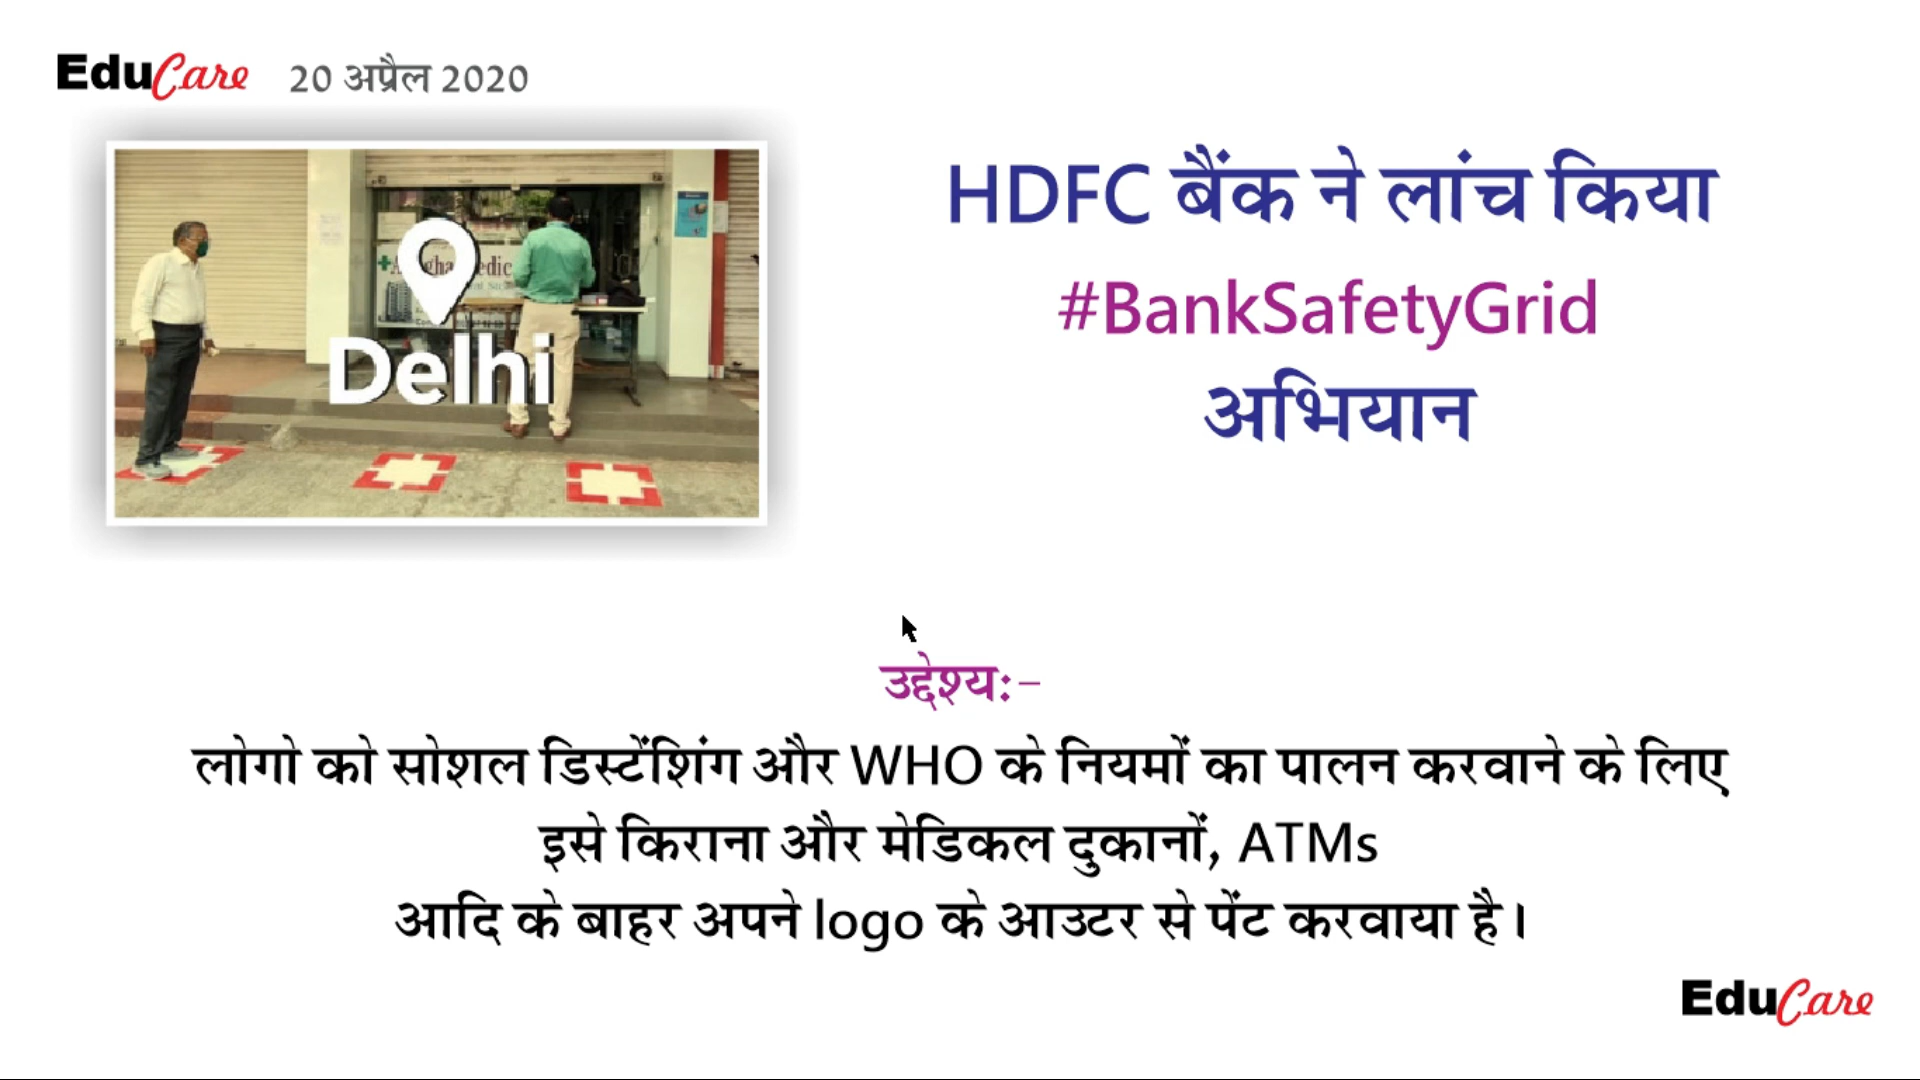 EduCare 20 अप्रैल 2020
HDFC बैंक ने लांच किया
#BankSafetyGrid
अभियान
Delhi
उद्देश्य:-
लोगो को सोशल डिस्टेंशिंग और WHO के नियमों का पालन करवाने के लिए
इसे किराना और मेडिकल दुकानों, ATMs
आदि के बाहर अपने logo के आउटर से पेंट करवाया है।
EduCare